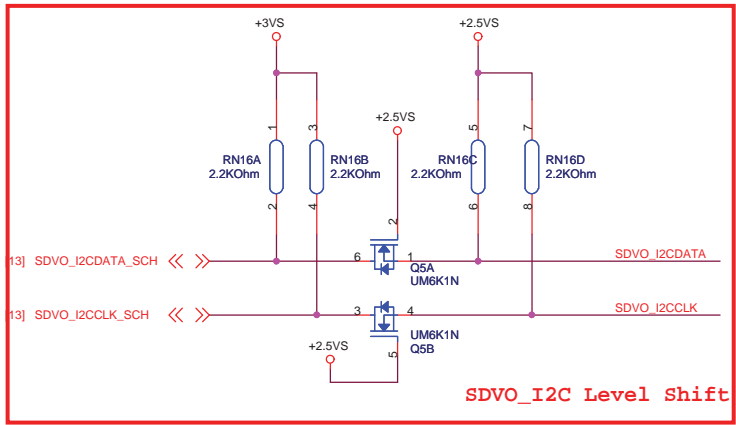 +3VS
+2.5VS
+2.5VS
1
3
5
7
RN16A
2.2KOhm
RN16B
2.2KOhm
RN16C
2.2KOhm
RN16D
2.2KOhm
2
4
6
8
2
13] SDVO_I2CDATA_SCH
6
1
SDVO_I2CDATA
Q5A
UM6K1N
13] SDVO_I2CCLK_SCH
3
4
SDVO_I2CCLK
UM6K1N
Q5B
+2.5VS
5
SDVO_I2C Level Shift